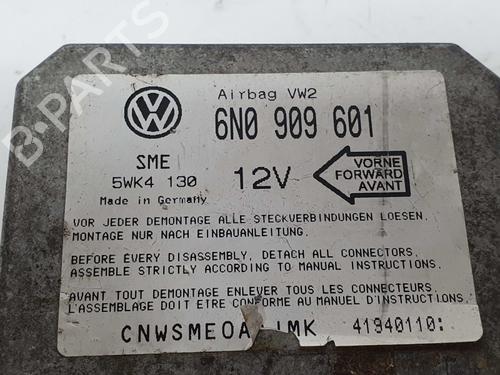 Airbag VW2
6N0 909 601
SME
5WK4 130
12V
Made in Germany
VORNE
FORWARD
AVANT
VOR JEDER DEMONTAGE ALLE STECKVERBINDUNGEN LOESEN.
MONTAGE NUR NACH EINBAUANLEITUNG.
BEFORE EVERY DISASSEMBLY, DETACH ALL CONNECTORS.
ASSEMBLE STRICTLY ACCORDING TO MANUAL INSTRUCTIONS.
AVANT TOUT DEMONTAGE ENLEVER TOUS LES CONNECTEURS.
L'ASSEMBLAGE DOIT ETRE CONFORME AU MANUEL D'INSTRUCTIONS.
41940110:
B-PARTS